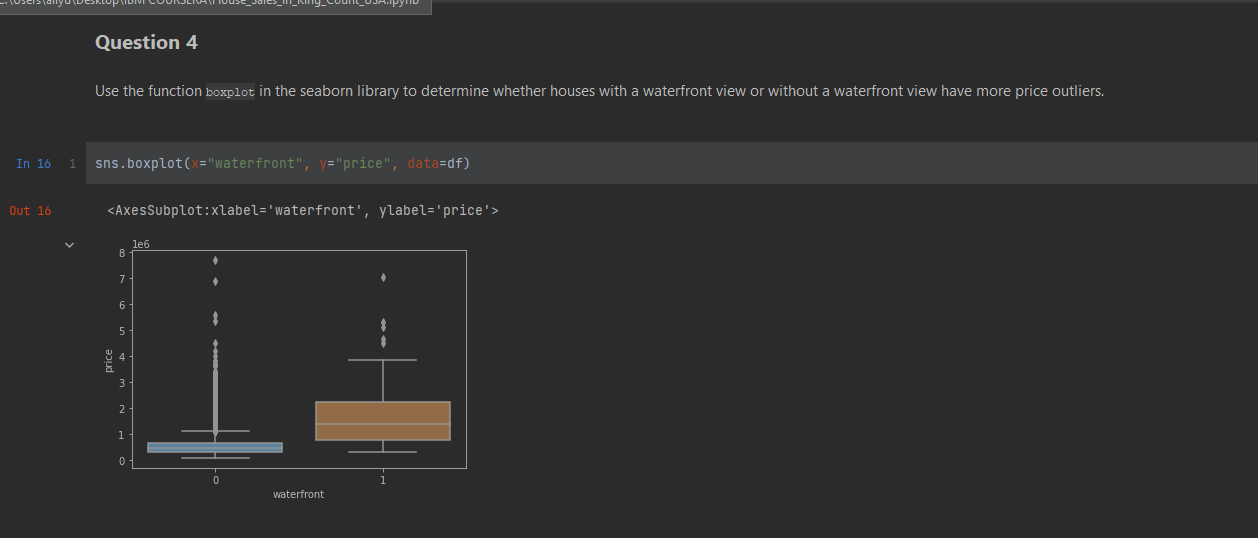 C:\Users\aliyu\Desktop\IBM COURSERA\House_Sales_in_King_Count_USA.ipynb
Question 4
Use the function boxplot in the seaborn library to determine whether houses with a waterfront view or without a waterfront view have more price outliers.
In 16 1 sns.boxplot(x="waterfront", y="price", data=df)
Out 16 <AxesSubplot:xlabel='waterfront', ylabel='price'>
1e6
8
7
6
5
4
3
2
1
0
price
0 1
waterfront